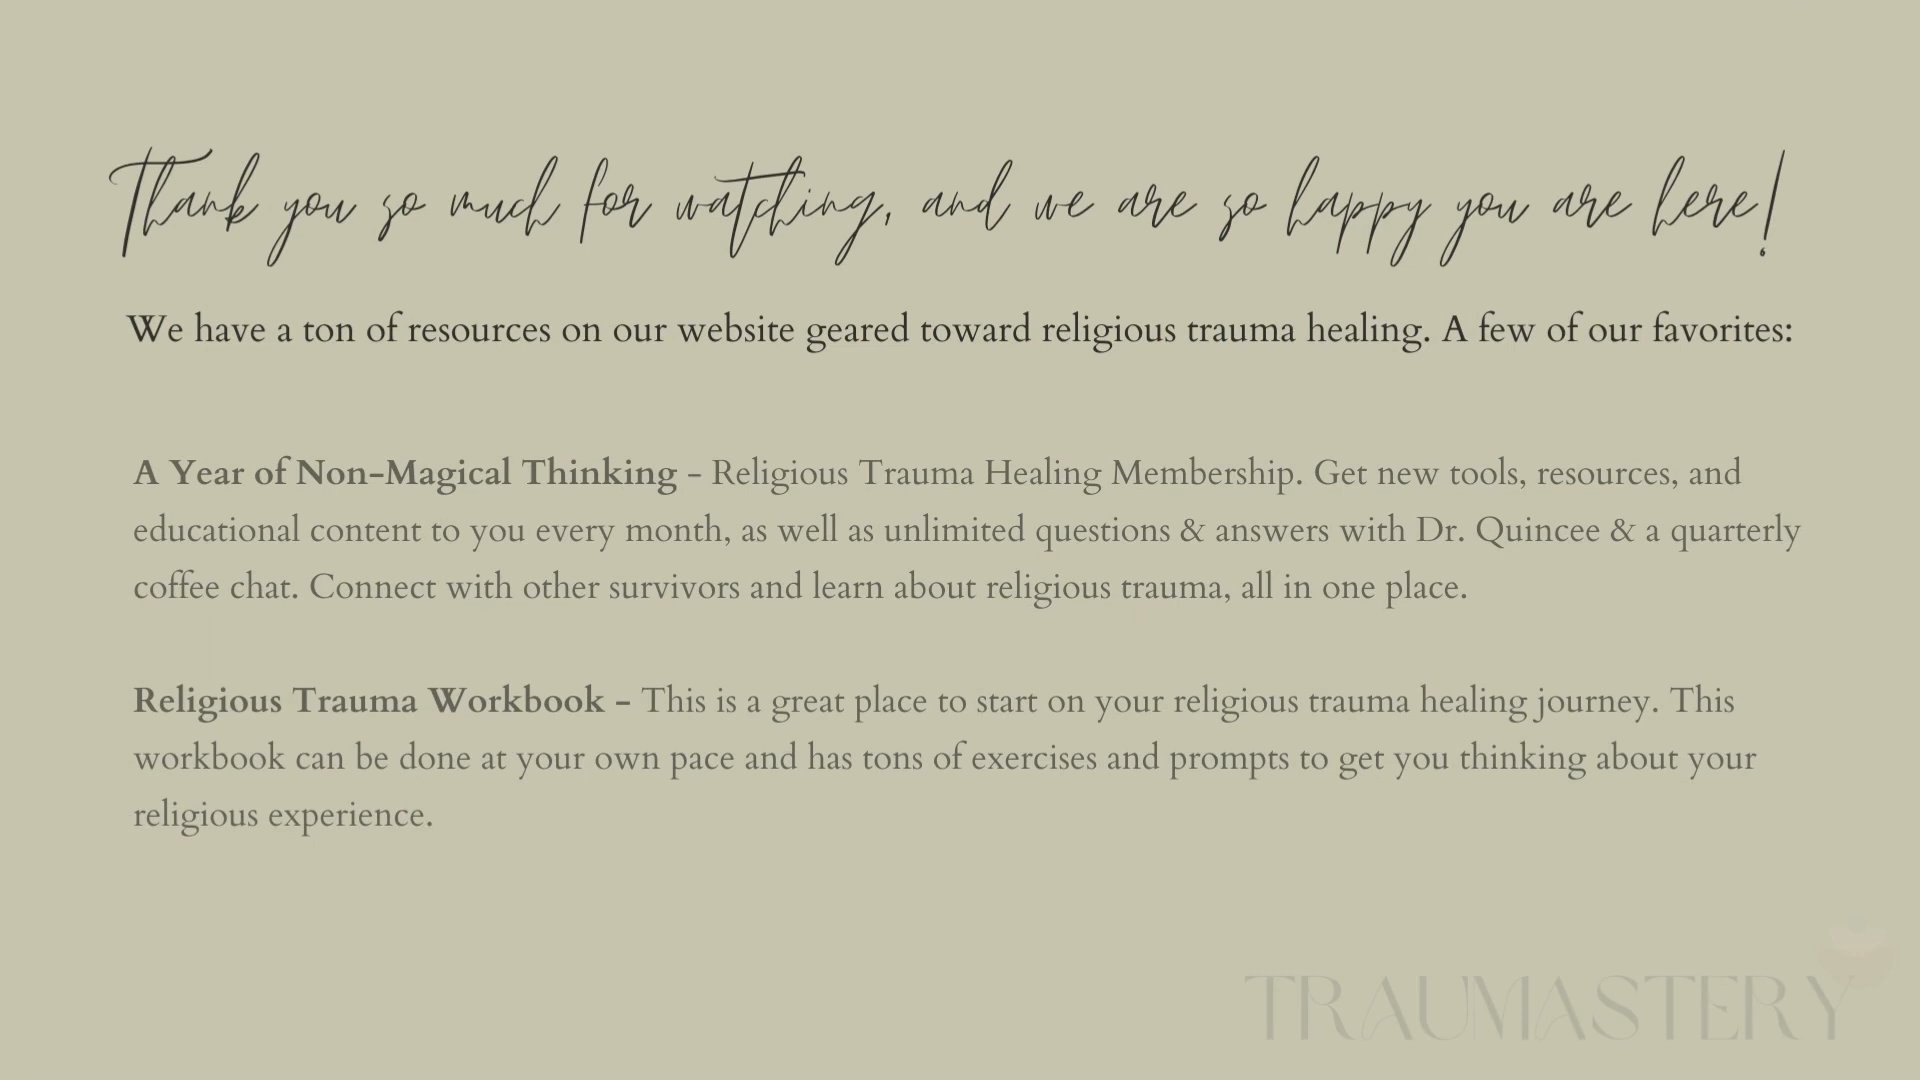 Thank you so much for watching, and we are so happy you are here!
We have a ton of resources on our website geared toward religious trauma healing. A few of our favorites:
A Year of Non-Magical Thinking - Religious Trauma Healing Membership. Get new tools, resources, and
educational content to you every month, as well as unlimited questions & answers with Dr. Quincee & a quarterly
coffee chat. Connect with other survivors and learn about religious trauma, all in one place.
Religious Trauma Workbook - This is a great place to start on your religious trauma healing journey. This
workbook can be done at your own pace and has tons of exercises and prompts to get you thinking about your
religious experience.
TRAUMASTERY